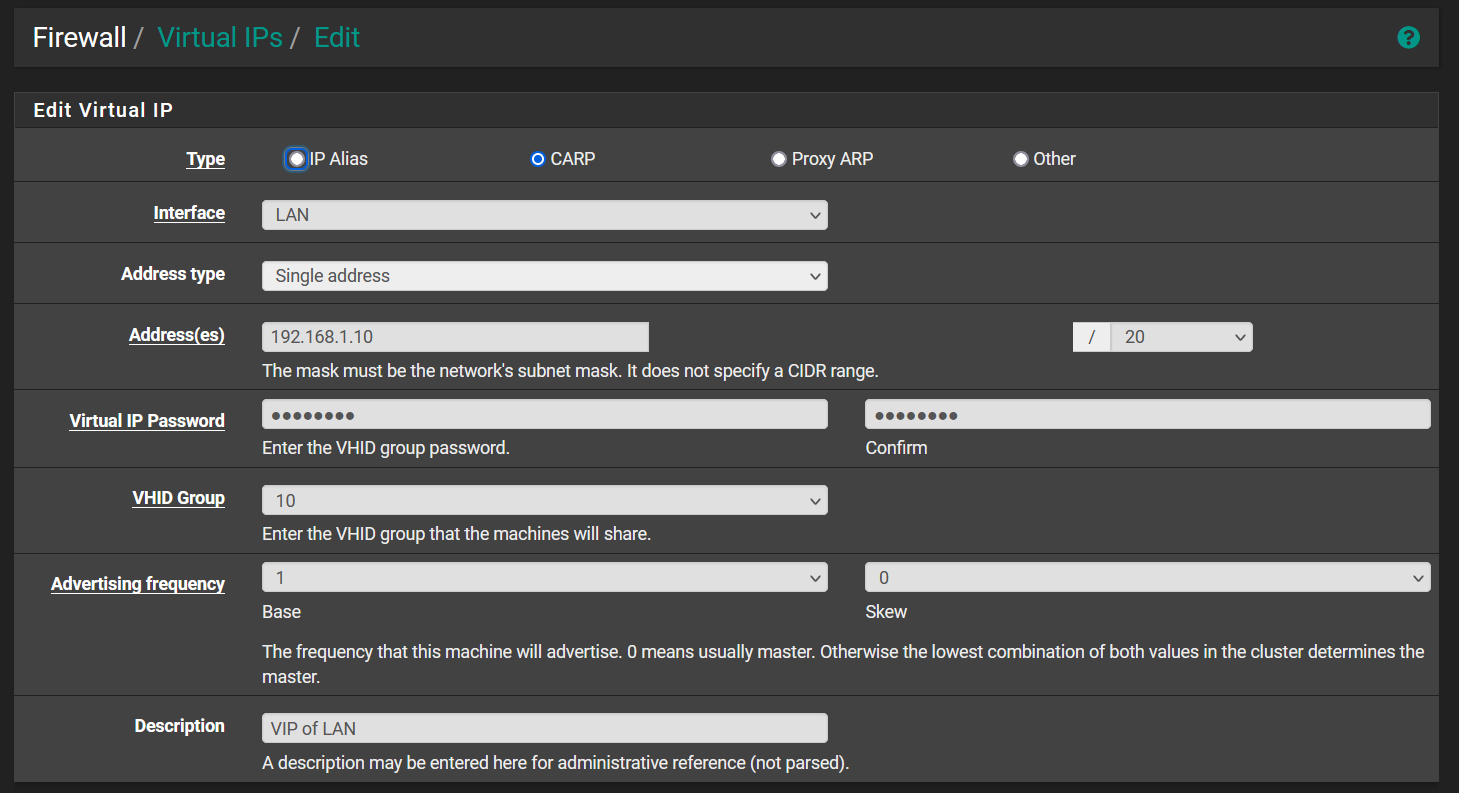 Firewall / Virtual IPs / Edit
Edit Virtual IP
Type IP Alias CARP Proxy ARP Other
Interface LAN
Address type Single address
Address(es) 192.168.1.10 / 20
The mask must be the network's subnet mask. It does not specify a CIDR range.
Virtual IP Password ●●●●●●●● ●●●●●●●●
Enter the VHID group password. Confirm
VHID Group 10
Enter the VHID group that the machines will share.
Advertising frequency 1 0
Base Skew
The frequency that this machine will advertise. 0 means usually master. Otherwise the lowest combination of both values in the cluster determines the
master.
Description VIP of LAN
A description may be entered here for administrative reference (not parsed).